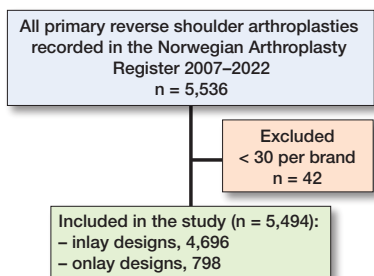 All primary reverse shoulder arthroplasties
recorded in the Norwegian Arthroplasty
Register 2007–2022
n = 5,536
Excluded
< 30 per brand
n = 42
Included in the study (n = 5,494):
– inlay designs, 4,696
– onlay designs, 798